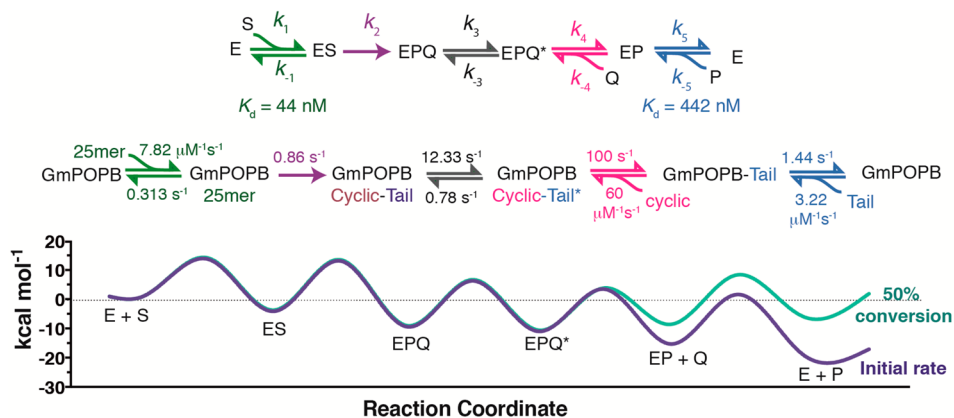 S k1 k2 k3 k4 k5
E ES EPQ EPQ* EP E
k-1 k-3 k-4 Q k-5 P
Kd = 44 nM Kd = 442 nM
25mer 7.82 μM-1s-1 0.86 s-1 12.33 s-1 100 s-1 1.44 s-1
GmPOPB GmPOPB GmPOPB GmPOPB GmPOPB-Tail GmPOPB
0.313 s-1 25mer Cyclic-Tail 0.78 s-1 Cyclic-Tail* 60 cyclic 3.22 Tail
μM-1s-1 μM-1s-1
kcal mol-1
20
10
0
-10
-20
-30
E + S
ES
EPQ
EPQ*
EP + Q
E + P
50%
conversion
Initial rate
Reaction Coordinate